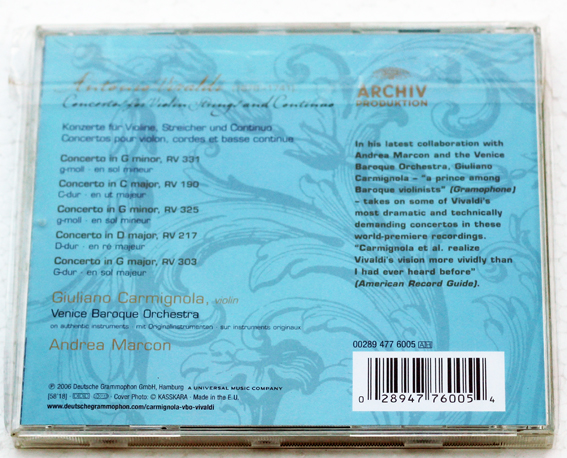 Antonio Vivaldi
Concertos for Violin, Strings and Continuo
Konzerte für Violine, Streicher und Continuo
Concertos pour violon, cordes et basse continue
Concerto in G minor, RV 331
g-moll · en sol mineur
Concerto in C major, RV 190
C-dur · en ut majeur
Concerto in G minor, RV 325
g-moll · en sol mineur
Concerto in D major, RV 217
D-dur · en ré majeur
Concerto in G major, RV 303
G-dur · en sol majeur
Giuliano Carmignola, violin
Venice Baroque Orchestra
on authentic instruments · mit Originalinstrumenten · sur instruments originaux
Andrea Marcon
ARCHIV
PRODUKTION
In his latest collaboration with
Andrea Marcon and the Venice
Baroque Orchestra, Giuliano
Carmignola – "a prince among
Baroque violinists" (Gramophone)
– takes on some of Vivaldi's
most dramatic and technically
demanding concertos in these
world-premiere recordings.
"Carmignola et al. realize
Vivaldi's vision more vividly than
I had ever heard before"
(American Record Guide).
00289 477 6005 AH
0 28947 76005 4
℗ 2006 Deutsche Grammophon GmbH, Hamburg A UNIVERSAL MUSIC COMPANY
[58'18] · Cover Photo: © KASSKARA · Made in the E.U.
www.deutschegrammophon.com/carmignola-vbo-vivaldi